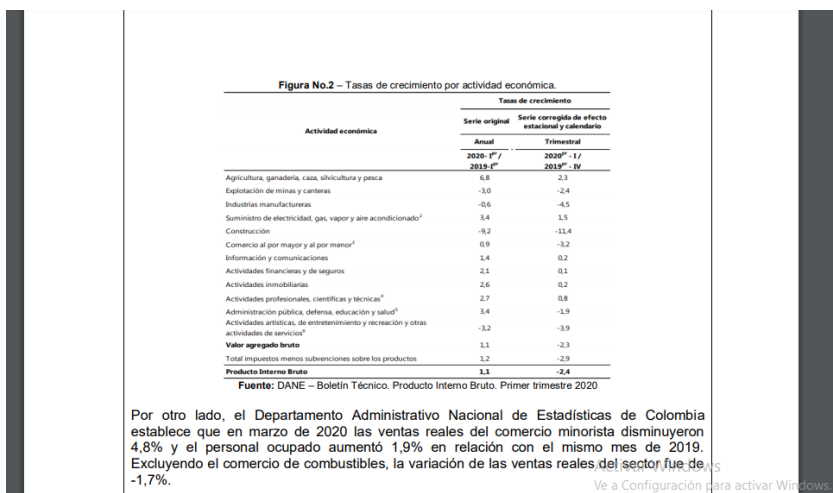 Figura No.2 – Tasas de crecimiento por actividad económica.
Tasas de crecimiento
Actividad económica
Serie original
Serie corregida de efecto
estacional y calendario
Anual Trimestral
2020- Iᵖʳ / 2020ᵖʳ - I /
2019-Iᵖʳ 2019ᵖʳ - IV
Agricultura, ganadería, caza, silvicultura y pesca 6,8 2,3
Explotación de minas y canteras -3,0 -2,4
Industrias manufactureras -0,6 -4,5
Suministro de electricidad, gas, vapor y aire acondicionado² 3,4 1,5
Construcción -9,2 -11,4
Comercio al por mayor y al por menor³ 0,9 -3,2
Información y comunicaciones 1,4 0,2
Actividades financieras y de seguros 2,1 0,1
Actividades inmobiliarias 2,6 0,2
Actividades profesionales, científicas y técnicas⁴ 2,7 0,8
Administración pública, defensa, educación y salud⁵ 3,4 -1,9
Actividades artísticas, de entretenimiento y recreación y otras
actividades de servicios⁶ -3,2 -3,9
Valor agregado bruto 1,1 -2,3
Total impuestos menos subvenciones sobre los productos 1,2 -2,9
Producto Interno Bruto 1,1 -2,4
Fuente: DANE – Boletín Técnico. Producto Interno Bruto. Primer trimestre 2020
Por otro lado, el Departamento Administrativo Nacional de Estadísticas de Colombia
establece que en marzo de 2020 las ventas reales del comercio minorista disminuyeron
4,8% y el personal ocupado aumentó 1,9% en relación con el mismo mes de 2019.
Excluyendo el comercio de combustibles, la variación de las ventas reales del sector fue de
-1,7%.
Activar Windows
Ve a Configuración para activar Windows.